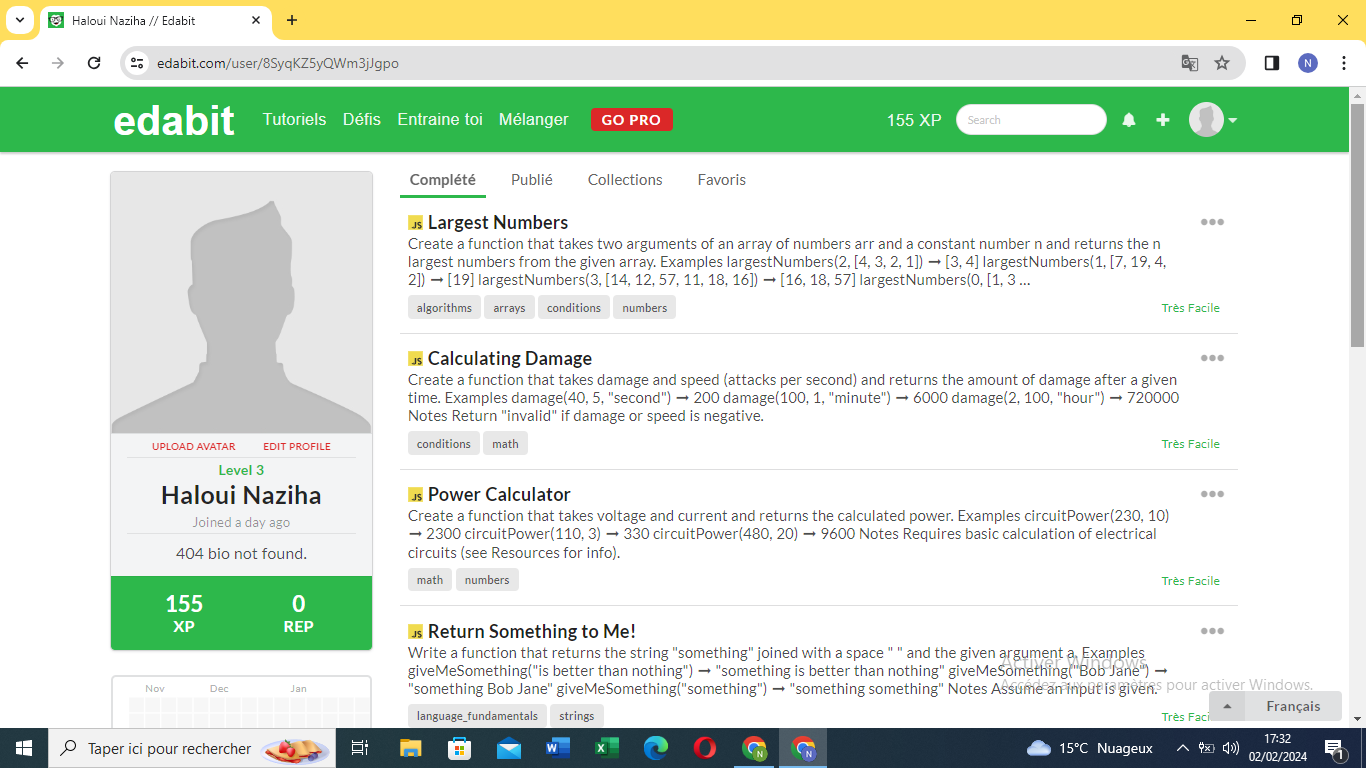 Haloui Naziha // Edabit
edabit.com/user/8SyqKZ5yQWm3jJgpo
N
edabit Tutoriels Défis Entraine toi Mélanger GO PRO 155 XP Search
Complété Publié Collections Favoris
JS Largest Numbers
Create a function that takes two arguments of an array of numbers arr and a constant number n and returns the n
largest numbers from the given array. Examples largestNumbers(2, [4, 3, 2, 1]) ➞ [3, 4] largestNumbers(1, [7, 19, 4,
2]) ➞ [19] largestNumbers(3, [14, 12, 57, 11, 18, 16]) ➞ [16, 18, 57] largestNumbers(0, [1, 3 ...
algorithms arrays conditions numbers Très Facile
JS Calculating Damage
Create a function that takes damage and speed (attacks per second) and returns the amount of damage after a given
time. Examples damage(40, 5, "second") ➞ 200 damage(100, 1, "minute") ➞ 6000 damage(2, 100, "hour") ➞ 720000
Notes Return "invalid" if damage or speed is negative.
conditions math Très Facile
JS Power Calculator
Create a function that takes voltage and current and returns the calculated power. Examples circuitPower(230, 10)
➞ 2300 circuitPower(110, 3) ➞ 330 circuitPower(480, 20) ➞ 9600 Notes Requires basic calculation of electrical
circuits (see Resources for info).
math numbers Très Facile
JS Return Something to Me!
Write a function that returns the string "something" joined with a space " " and the given argument a. Examples
giveMeSomething("is better than nothing") ➞ "something is better than nothing" giveMeSomething("Bob Jane") ➞
"something Bob Jane" giveMeSomething("something") ➞ "something something" Notes Assume an input is given.
language_fundamentals strings Très Faci
UPLOAD AVATAR EDIT PROFILE
Level 3
Haloui Naziha
Joined a day ago
404 bio not found.
155 0
XP REP
Nov Dec Jan
Activer Windows
Accédez aux paramètres pour activer Windows.
Français
Taper ici pour rechercher
15°C Nuageux
17:32
02/02/2024
1